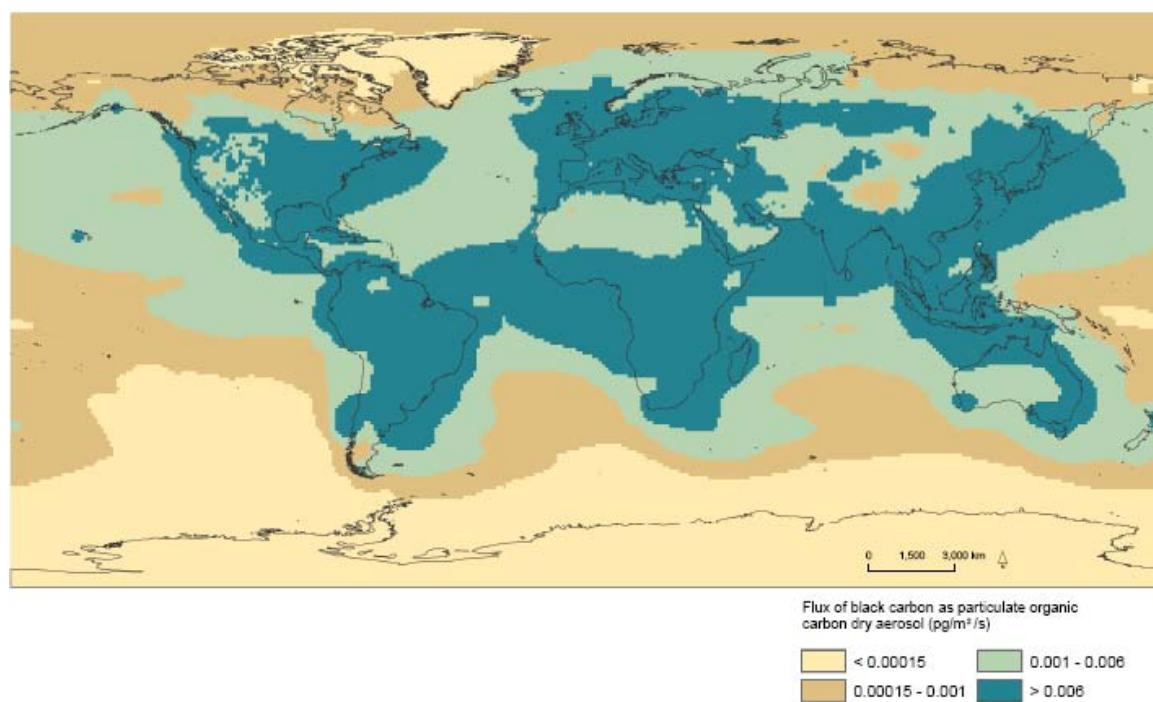 0 1,500 3,000 km
Flux of black carbon as particulate organic
carbon dry aerosol (pg/m²/s)
< 0.00015 0.001 - 0.006
0.00015 - 0.001 > 0.006